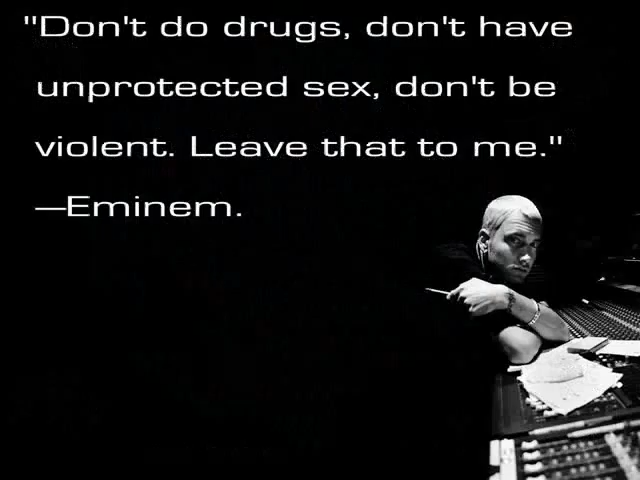 "Don't do drugs, don't have
unprotected sex, don't be
violent. Leave that to me."
—Eminem.